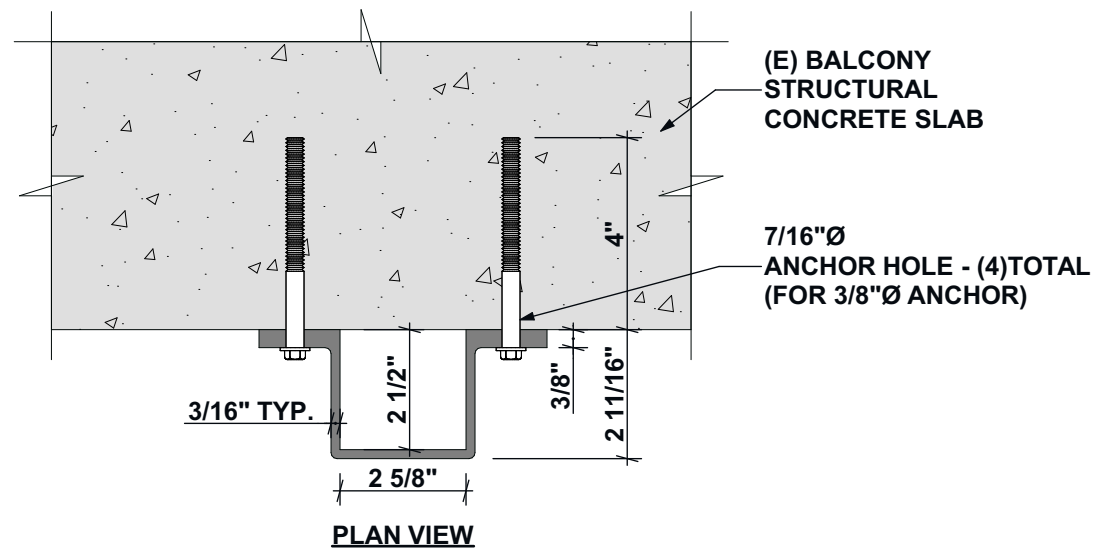 (E) BALCONY
STRUCTURAL
CONCRETE SLAB
4"
7/16"Ø
ANCHOR HOLE - (4)TOTAL
(FOR 3/8"Ø ANCHOR)
3/16" TYP.
2 1/2"
3/8"
2 11/16"
2 5/8"
PLAN VIEW